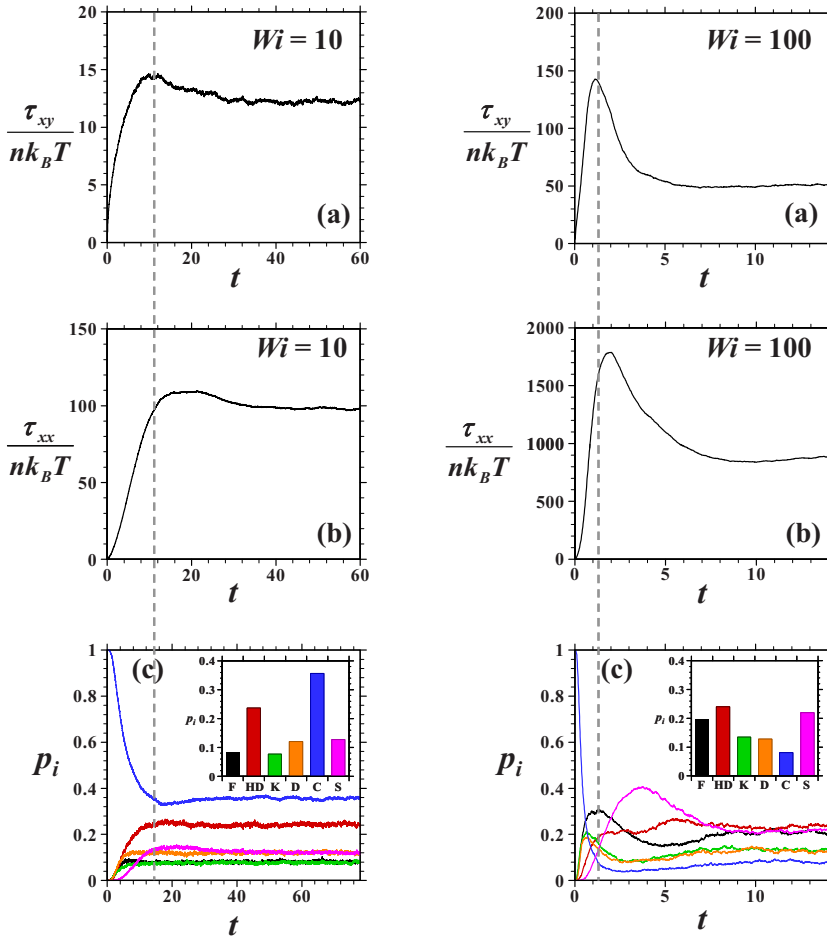 Wi = 10
τxy
nkBT
20
15
10
5
0
(a)
0 20 40 60
t
Wi = 100
τxy
nkBT
200
150
100
50
0
(a)
0 5 10
t
Wi = 10
τxx
nkBT
150
100
50
0
(b)
0 20 40 60
t
Wi = 100
τxx
nkBT
2000
1500
1000
500
0
(b)
0 5 10
t
(c)
pi
1
0.8
0.6
0.4
0.2
0
0 20 40 60
t
pi
0.4
0.3
0.2
0.1
0
F HD K D C S
(c)
pi
1
0.8
0.6
0.4
0.2
0
0 5 10
t
pi
0.4
0.3
0.2
0.1
0
F HD K D C S